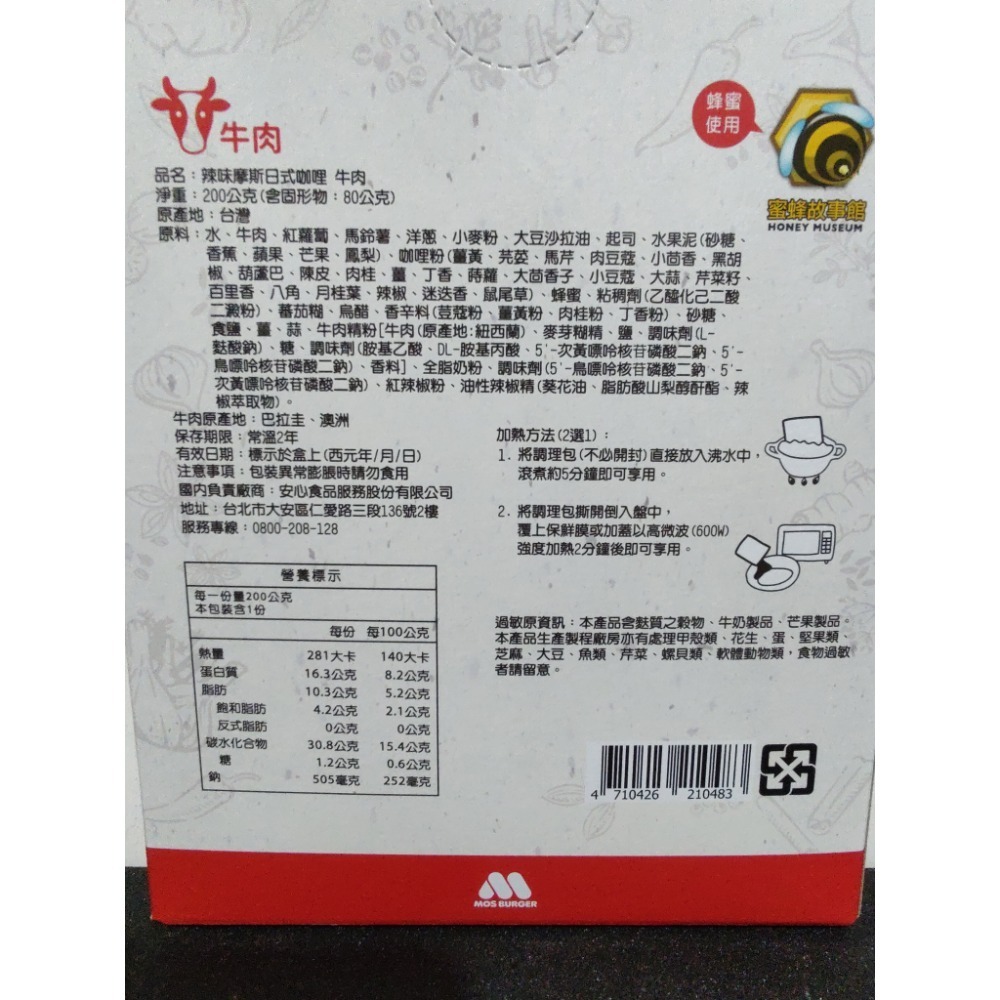 牛肉
蜂蜜
使用
蜜蜂故事館
HONEY MUSEUM
品名：辣味摩斯日式咖哩 牛肉
淨重：200公克(含固形物：80公克)
原產地：台灣
原料：水、牛肉、紅蘿蔔、馬鈴薯、洋蔥、小麥粉、大豆沙拉油、起司、水果泥(砂糖、
香蕉、蘋果、芒果、鳳梨)、咖哩粉(薑黃、芫荽、馬芹、肉豆蔻、小茴香、黑胡
椒、葫蘆巴、陳皮、肉桂、薑、丁香、蒔蘿、大茴香子、小豆蔻、大蒜、芹菜籽、
百里香、八角、月桂葉、辣椒、迷迭香、鼠尾草)、蜂蜜、粘稠劑(乙醯化己二酸
二澱粉)、蕃茄糊、烏醋、香辛料(荳蔻粉、薑黃粉、肉桂粉、丁香粉)、砂糖、
食鹽、薑、蒜、牛肉精粉[牛肉(原產地:紐西蘭)、麥芽糊精、鹽、調味劑(L-
麩酸鈉)、糖、調味劑(胺基乙酸、DL-胺基丙酸、5'-次黃嘌呤核苷磷酸二鈉、5'-
鳥嘌呤核苷磷酸二鈉)、香料]、全脂奶粉、調味劑(5'-鳥嘌呤核苷磷酸二鈉、5'-
次黃嘌呤核苷磷酸二鈉)、紅辣椒粉、油性辣椒精(葵花油、脂肪酸山梨醇酐酯、辣
椒萃取物)。
牛肉原產地：巴拉圭、澳洲
保存期限：常溫2年
有效日期：標示於盒上(西元年/月/日)
注意事項：包裝異常膨脹時請勿食用
國內負責廠商：安心食品服務股份有限公司
地址：台北市大安區仁愛路三段136號2樓
服務專線：0800-208-128
加熱方法(2選1)：
1. 將調理包(不必開封)直接放入沸水中，
滾煮約5分鐘即可享用。
2. 將調理包撕開倒入盤中，
覆上保鮮膜或加蓋以高微波(600W)
強度加熱2分鐘後即可享用。
營養標示
每一份量200公克
本包裝含1份
每份 每100公克
熱量 281大卡 140大卡
蛋白質 16.3公克 8.2公克
脂肪 10.3公克 5.2公克
飽和脂肪 4.2公克 2.1公克
反式脂肪 0公克 0公克
碳水化合物 30.8公克 15.4公克
糖 1.2公克 0.6公克
鈉 505毫克 252毫克
過敏原資訊：本產品含麩質之穀物、牛奶製品、芒果製品。
本產品生產製程廠房亦有處理甲殼類、花生、蛋、堅果類、
芝麻、大豆、魚類、芹菜、螺貝類、軟體動物類，食物過敏
者請留意。
4 710426 210483
MOS BURGER